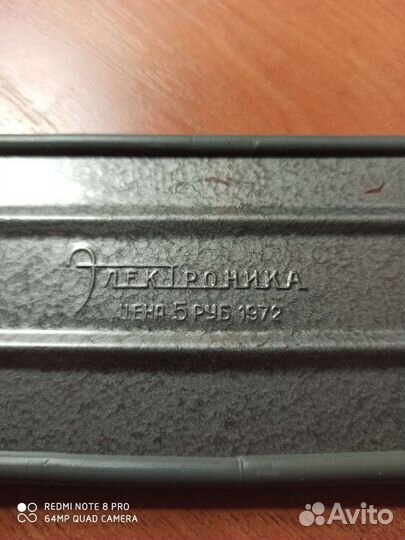 Электроника
ЦЕНА 5 РУБ 1972
REDMI NOTE 8 PRO
64MP QUAD CAMERA
Avito